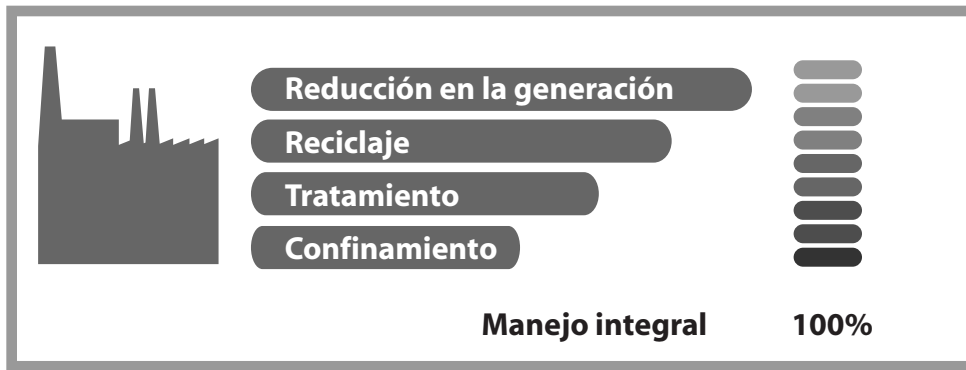 Reducción en la generación
Reciclaje
Tratamiento
Confinamiento
Manejo integral 100%